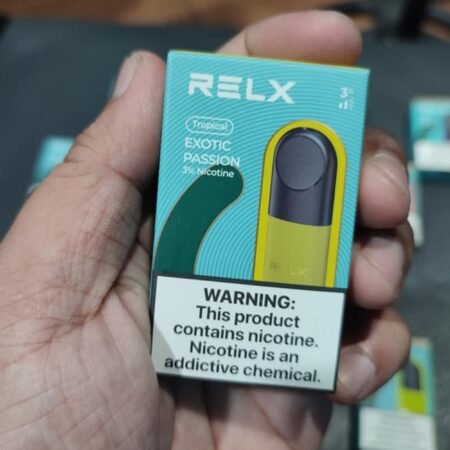 RELX
3%
Tropical
EXOTIC
PASSION
3% Nicotine
RELX
WARNING:
This product
contains nicotine.
Nicotine is an
addictive chemical.